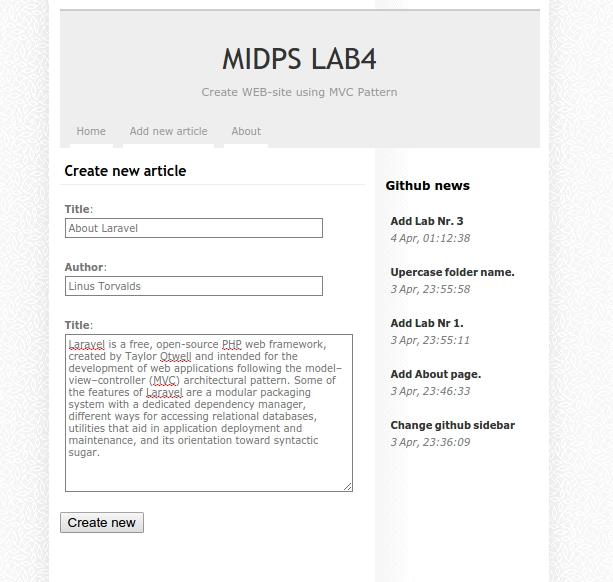 MIDPS LAB4
Create WEB-site using MVC Pattern
Home Add new article About
Create new article
Title:
About Laravel
Author:
Linus Torvalds
Title:
Laravel is a free, open-source PHP web framework,
created by Taylor Otwell and intended for the
development of web applications following the model–
view–controller (MVC) architectural pattern. Some of
the features of Laravel are a modular packaging
system with a dedicated dependency manager,
different ways for accessing relational databases,
utilities that aid in application deployment and
maintenance, and its orientation toward syntactic
sugar.
Create new
Github news
Add Lab Nr. 3
4 Apr, 01:12:38
Upercase folder name.
3 Apr, 23:55:58
Add Lab Nr 1.
3 Apr, 23:55:11
Add About page.
3 Apr, 23:46:33
Change github sidebar
3 Apr, 23:36:09